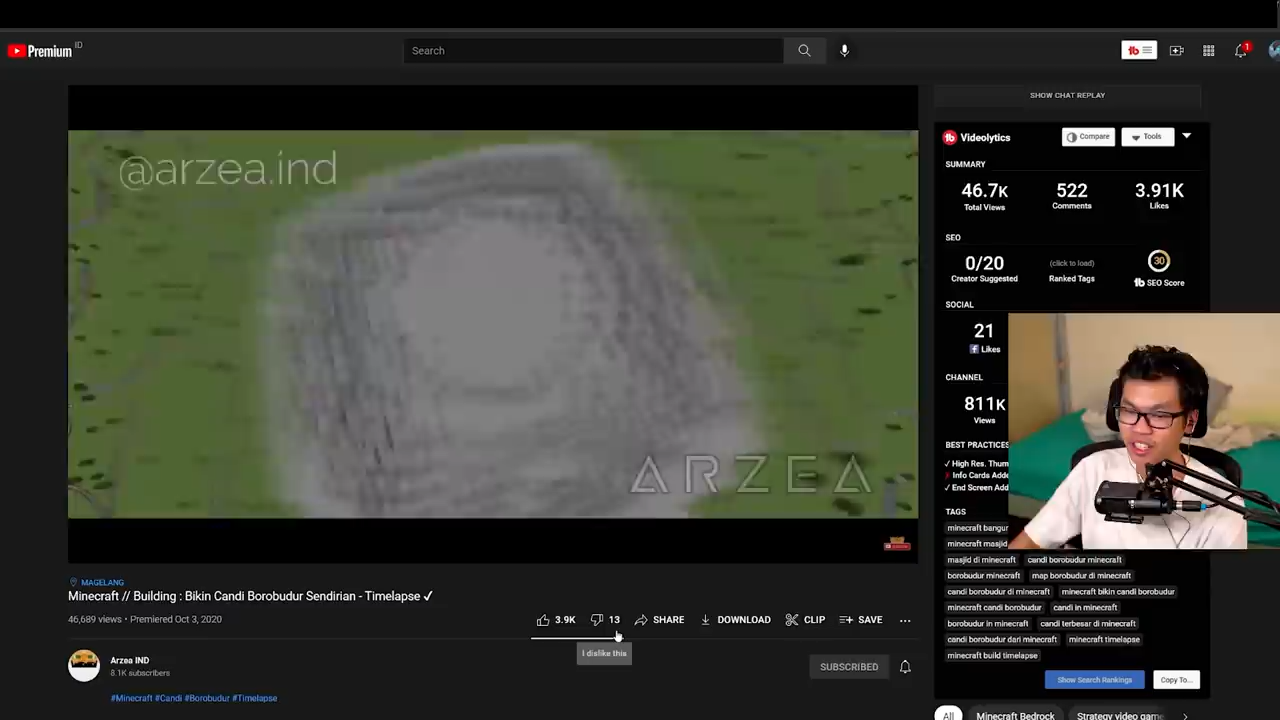 Premium ID
Search
1
SHOW CHAT REPLAY
@arzea.ind
ARZEA
MAGELANG
Minecraft // Building : Bikin Candi Borobudur Sendirian - Timelapse ✓
46,689 views • Premiered Oct 3, 2020
3.9K
13
SHARE
DOWNLOAD
CLIP
SAVE
I dislike this
Arzea IND
8.1K subscribers
SUBSCRIBED
#Minecraft #Candi #Borobudur #Timelapse
tb Videolytics
Compare
Tools
SUMMARY
46.7K 522 3.91K
Total Views Comments Likes
SEO
0/20 (click to load) 30
Creator Suggested Ranked Tags tb SEO Score
SOCIAL
21
Likes
CHANNEL
811K
Views
BEST PRACTICES
✓ High Res. Thum
Info Cards Adde
✓ End Screen Add
TAGS
minecraft bangun
minecraft masjid
masjid di minecraft candi borobudur minecraft
borobudur minecraft map borobudur di minecraft
candi borobudur di minecraft minecraft bikin candi borobudur
minecraft candi borobudur candi in minecraft
borobudur in minecraft candi terbesar di minecraft
candi borobudur dari minecraft minecraft timelapse
minecraft build timelapse
Show Search Rankings
Copy To...
All Minecraft Bedrock Strategy video game